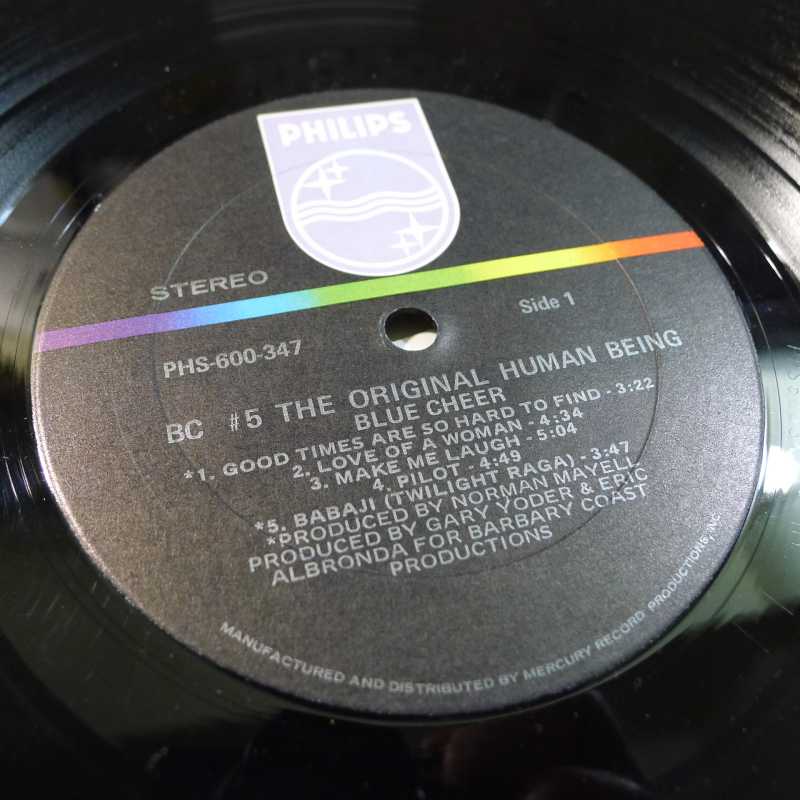 PHILIPS
STEREO
Side 1
PHS-600-347
BC #5 THE ORIGINAL HUMAN BEING
BLUE CHEER
*1. GOOD TIMES ARE SO HARD TO FIND - 3:22
2. LOVE OF A WOMAN - 4:34
3. MAKE ME LAUGH - 5:04
4. PILOT - 4:49
*5. BABAJI (TWILIGHT RAGA) - 3:47
*PRODUCED BY NORMAN MAYELL
PRODUCED BY GARY YODER & ERIC
ALBRONDA FOR BARBARY COAST
PRODUCTIONS
MANUFACTURED AND DISTRIBUTED BY MERCURY RECORD PRODUCTIONS, INC.